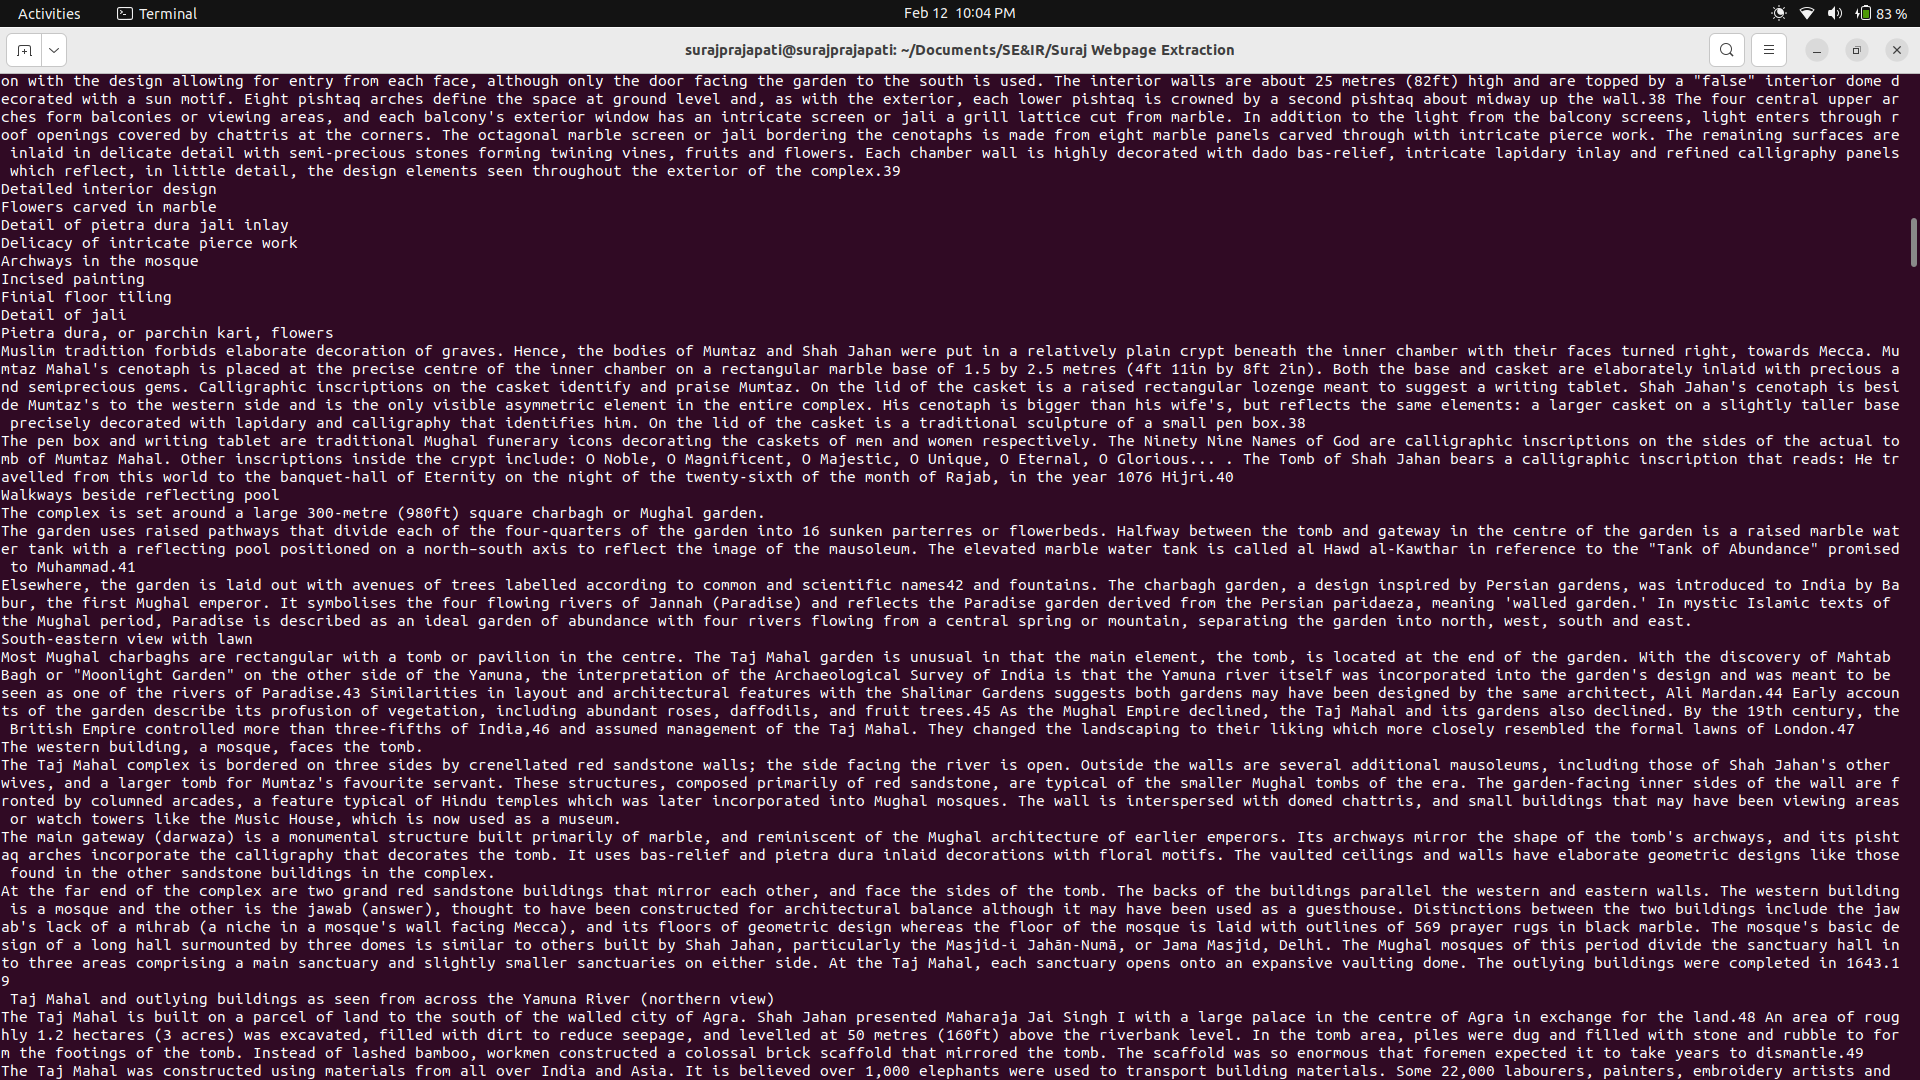 Activities
Terminal
Feb 12 10:04 PM
83 %
surajprajapati@surajprajapati: ~/Documents/SE&IR/Suraj Webpage Extraction
on with the design allowing for entry from each face, although only the door facing the garden to the south is used. The interior walls are about 25 metres (82ft) high and are topped by a "false" interior dome d
ecorated with a sun motif. Eight pishtaq arches define the space at ground level and, as with the exterior, each lower pishtaq is crowned by a second pishtaq about midway up the wall.38 The four central upper ar
ches form balconies or viewing areas, and each balcony's exterior window has an intricate screen or jali a grill lattice cut from marble. In addition to the light from the balcony screens, light enters through r
oof openings covered by chattris at the corners. The octagonal marble screen or jali bordering the cenotaphs is made from eight marble panels carved through with intricate pierce work. The remaining surfaces are
 inlaid in delicate detail with semi-precious stones forming twining vines, fruits and flowers. Each chamber wall is highly decorated with dado bas-relief, intricate lapidary inlay and refined calligraphy panels
 which reflect, in little detail, the design elements seen throughout the exterior of the complex.39
Detailed interior design
Flowers carved in marble
Detail of pietra dura jali inlay
Delicacy of intricate pierce work
Archways in the mosque
Incised painting
Finial floor tiling
Detail of jali
Pietra dura, or parchin kari, flowers
Muslim tradition forbids elaborate decoration of graves. Hence, the bodies of Mumtaz and Shah Jahan were put in a relatively plain crypt beneath the inner chamber with their faces turned right, towards Mecca. Mu
mtaz Mahal's cenotaph is placed at the precise centre of the inner chamber on a rectangular marble base of 1.5 by 2.5 metres (4ft 11in by 8ft 2in). Both the base and casket are elaborately inlaid with precious a
nd semiprecious gems. Calligraphic inscriptions on the casket identify and praise Mumtaz. On the lid of the casket is a raised rectangular lozenge meant to suggest a writing tablet. Shah Jahan's cenotaph is besi
de Mumtaz's to the western side and is the only visible asymmetric element in the entire complex. His cenotaph is bigger than his wife's, but reflects the same elements: a larger casket on a slightly taller base
 precisely decorated with lapidary and calligraphy that identifies him. On the lid of the casket is a traditional sculpture of a small pen box.38
The pen box and writing tablet are traditional Mughal funerary icons decorating the caskets of men and women respectively. The Ninety Nine Names of God are calligraphic inscriptions on the sides of the actual to
mb of Mumtaz Mahal. Other inscriptions inside the crypt include: O Noble, O Magnificent, O Majestic, O Unique, O Eternal, O Glorious... . The Tomb of Shah Jahan bears a calligraphic inscription that reads: He tr
avelled from this world to the banquet-hall of Eternity on the night of the twenty-sixth of the month of Rajab, in the year 1076 Hijri.40
Walkways beside reflecting pool
The complex is set around a large 300-metre (980ft) square charbagh or Mughal garden.
The garden uses raised pathways that divide each of the four-quarters of the garden into 16 sunken parterres or flowerbeds. Halfway between the tomb and gateway in the centre of the garden is a raised marble wat
er tank with a reflecting pool positioned on a north–south axis to reflect the image of the mausoleum. The elevated marble water tank is called al Hawd al-Kawthar in reference to the "Tank of Abundance" promised
 to Muhammad.41
Elsewhere, the garden is laid out with avenues of trees labelled according to common and scientific names42 and fountains. The charbagh garden, a design inspired by Persian gardens, was introduced to India by Ba
bur, the first Mughal emperor. It symbolises the four flowing rivers of Jannah (Paradise) and reflects the Paradise garden derived from the Persian paridaeza, meaning 'walled garden.' In mystic Islamic texts of
the Mughal period, Paradise is described as an ideal garden of abundance with four rivers flowing from a central spring or mountain, separating the garden into north, west, south and east.
South-eastern view with lawn
Most Mughal charbaghs are rectangular with a tomb or pavilion in the centre. The Taj Mahal garden is unusual in that the main element, the tomb, is located at the end of the garden. With the discovery of Mahtab
Bagh or "Moonlight Garden" on the other side of the Yamuna, the interpretation of the Archaeological Survey of India is that the Yamuna river itself was incorporated into the garden's design and was meant to be
seen as one of the rivers of Paradise.43 Similarities in layout and architectural features with the Shalimar Gardens suggests both gardens may have been designed by the same architect, Ali Mardan.44 Early accoun
ts of the garden describe its profusion of vegetation, including abundant roses, daffodils, and fruit trees.45 As the Mughal Empire declined, the Taj Mahal and its gardens also declined. By the 19th century, the
 British Empire controlled more than three-fifths of India,46 and assumed management of the Taj Mahal. They changed the landscaping to their liking which more closely resembled the formal lawns of London.47
The western building, a mosque, faces the tomb.
The Taj Mahal complex is bordered on three sides by crenellated red sandstone walls; the side facing the river is open. Outside the walls are several additional mausoleums, including those of Shah Jahan's other
wives, and a larger tomb for Mumtaz's favourite servant. These structures, composed primarily of red sandstone, are typical of the smaller Mughal tombs of the era. The garden-facing inner sides of the wall are f
ronted by columned arcades, a feature typical of Hindu temples which was later incorporated into Mughal mosques. The wall is interspersed with domed chattris, and small buildings that may have been viewing areas
 or watch towers like the Music House, which is now used as a museum.
The main gateway (darwaza) is a monumental structure built primarily of marble, and reminiscent of the Mughal architecture of earlier emperors. Its archways mirror the shape of the tomb's archways, and its pisht
aq arches incorporate the calligraphy that decorates the tomb. It uses bas-relief and pietra dura inlaid decorations with floral motifs. The vaulted ceilings and walls have elaborate geometric designs like those
 found in the other sandstone buildings in the complex.
At the far end of the complex are two grand red sandstone buildings that mirror each other, and face the sides of the tomb. The backs of the buildings parallel the western and eastern walls. The western building
 is a mosque and the other is the jawab (answer), thought to have been constructed for architectural balance although it may have been used as a guesthouse. Distinctions between the two buildings include the jaw
ab's lack of a mihrab (a niche in a mosque's wall facing Mecca), and its floors of geometric design whereas the floor of the mosque is laid with outlines of 569 prayer rugs in black marble. The mosque's basic de
sign of a long hall surmounted by three domes is similar to others built by Shah Jahan, particularly the Masjid-i Jahān-Numā, or Jama Masjid, Delhi. The Mughal mosques of this period divide the sanctuary hall in
to three areas comprising a main sanctuary and slightly smaller sanctuaries on either side. At the Taj Mahal, each sanctuary opens onto an expansive vaulting dome. The outlying buildings were completed in 1643.1
9
 Taj Mahal and outlying buildings as seen from across the Yamuna River (northern view)
The Taj Mahal is built on a parcel of land to the south of the walled city of Agra. Shah Jahan presented Maharaja Jai Singh I with a large palace in the centre of Agra in exchange for the land.48 An area of roug
hly 1.2 hectares (3 acres) was excavated, filled with dirt to reduce seepage, and levelled at 50 metres (160ft) above the riverbank level. In the tomb area, piles were dug and filled with stone and rubble to for
m the footings of the tomb. Instead of lashed bamboo, workmen constructed a colossal brick scaffold that mirrored the tomb. The scaffold was so enormous that foremen expected it to take years to dismantle.49
The Taj Mahal was constructed using materials from all over India and Asia. It is believed over 1,000 elephants were used to transport building materials. Some 22,000 labourers, painters, embroidery artists and